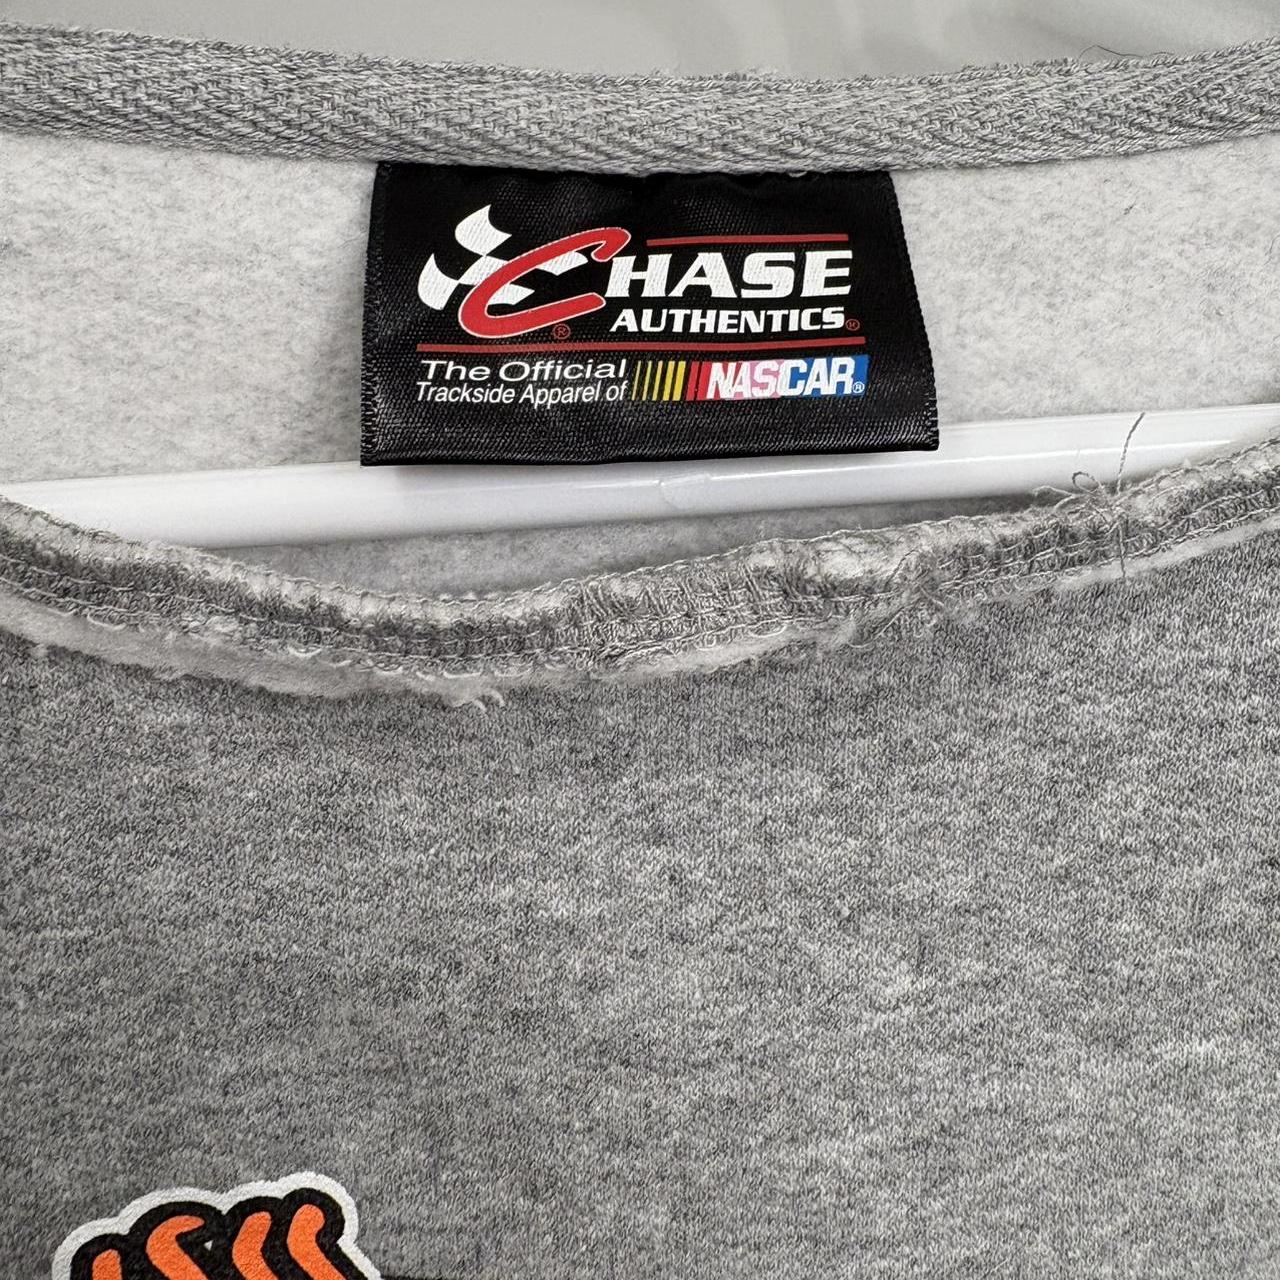 CHASE
AUTHENTICS®
®
The Official
Trackside Apparel of NASCAR®